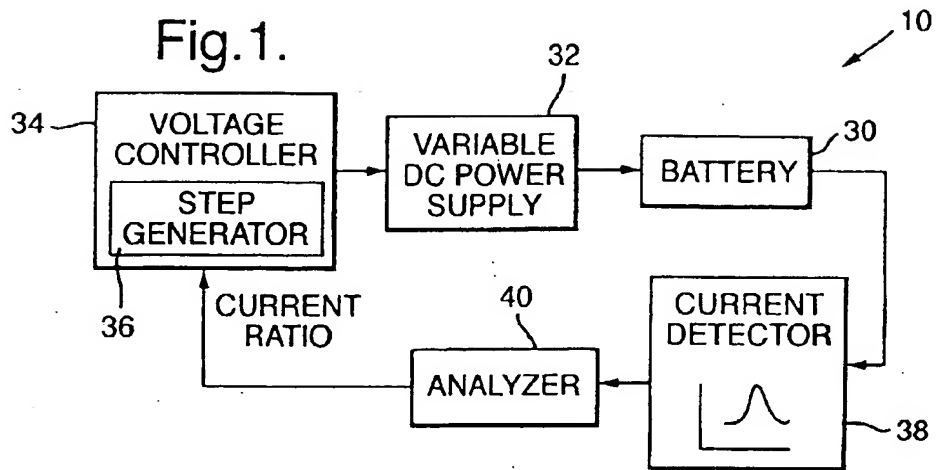 Fig.1.
10
32
34
VOLTAGE
CONTROLLER
STEP
GENERATOR
36
VARIABLE
DC POWER
SUPPLY
30
BATTERY
CURRENT
RATIO
40
ANALYZER
CURRENT
DETECTOR
38